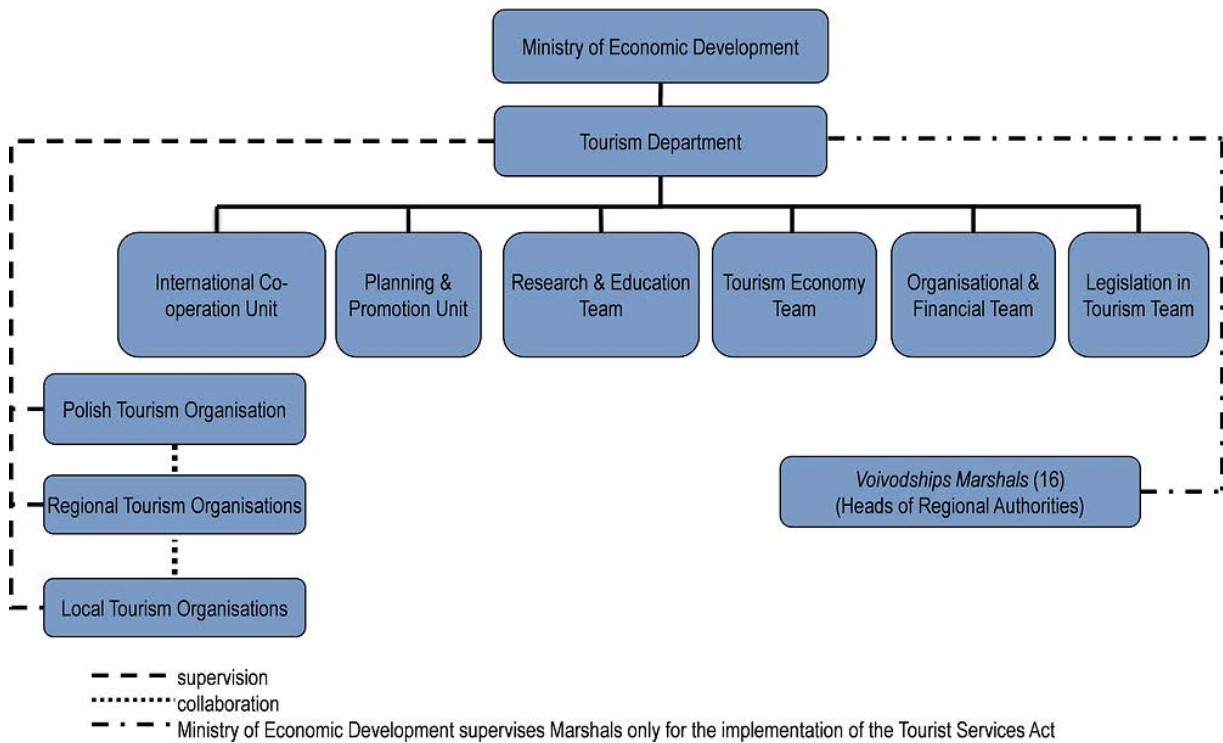 Ministry of Economic Development
Tourism Department
International Co-
operation Unit
Planning &
Promotion Unit
Research & Education
Team
Tourism Economy
Team
Organisational &
Financial Team
Legislation in
Tourism Team
Polish Tourism Organisation
Regional Tourism Organisations
Local Tourism Organisations
Voivodships Marshals (16)
(Heads of Regional Authorities)
supervision
collaboration
Ministry of Economic Development supervises Marshals only for the implementation of the Tourist Services Act